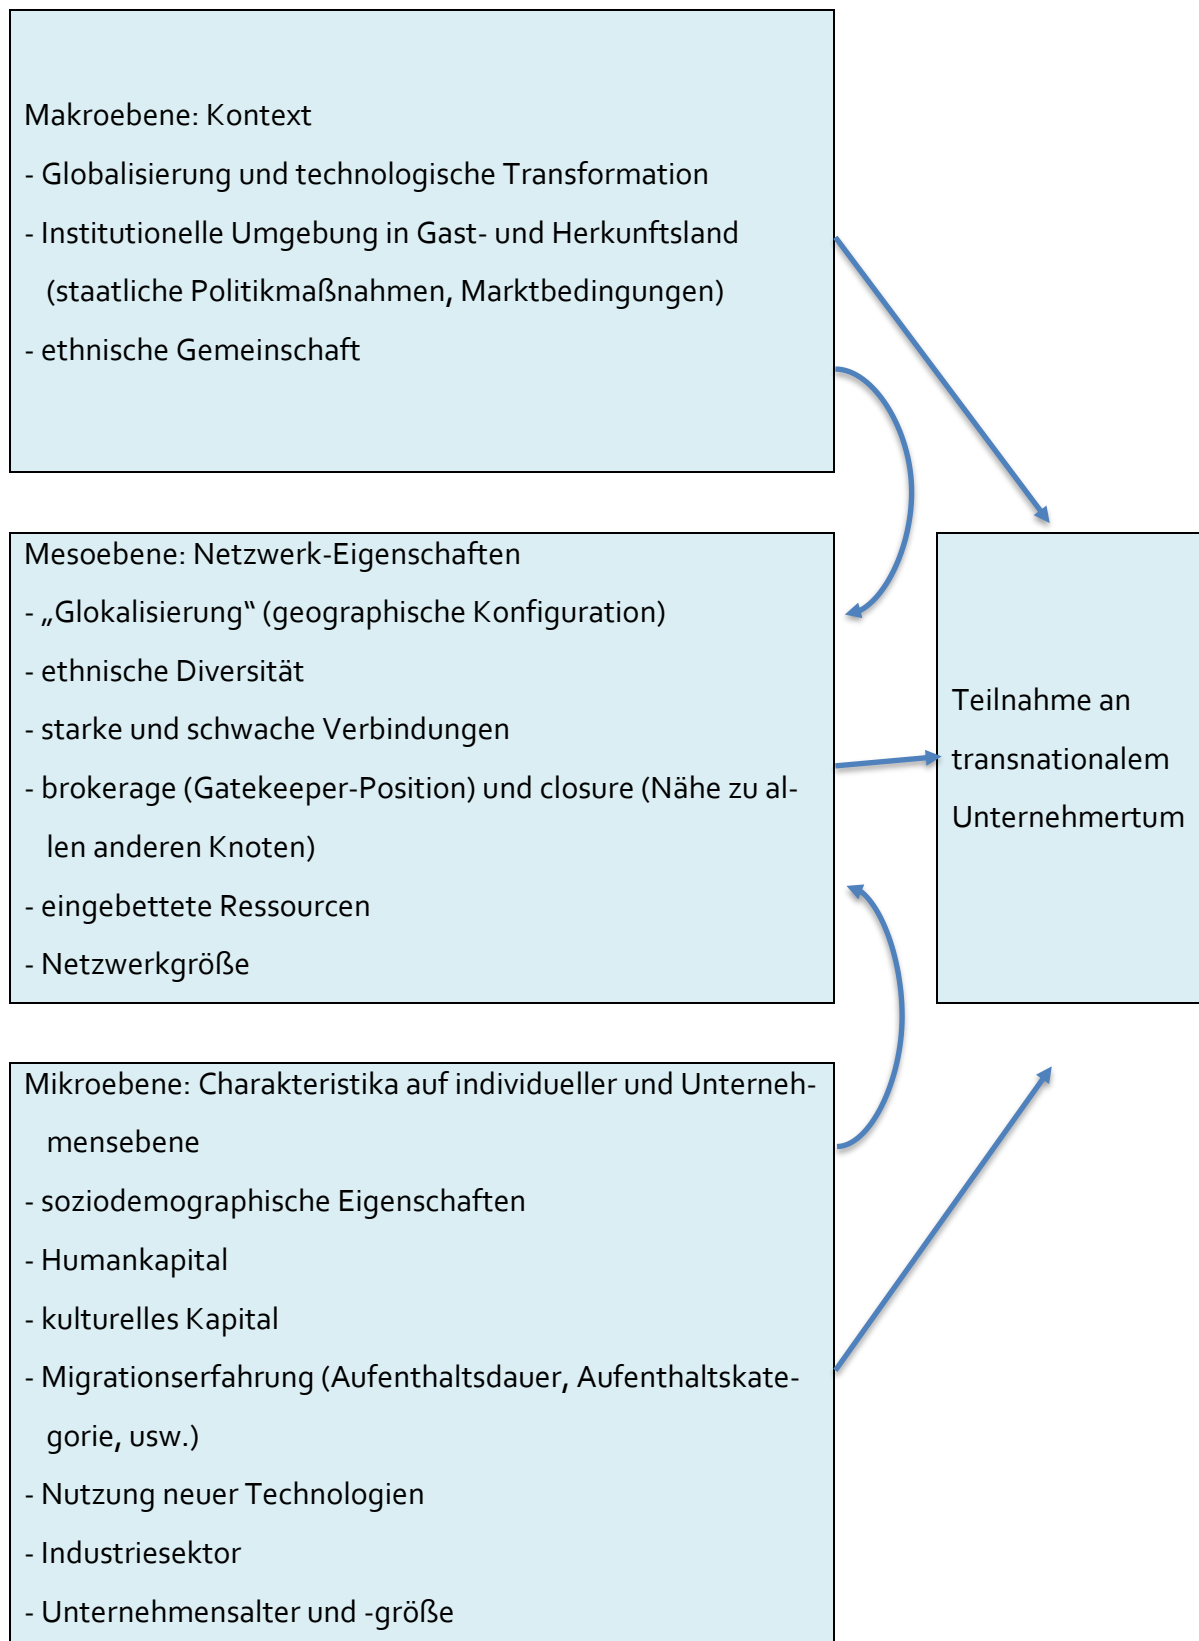 Makroebene: Kontext
- Globalisierung und technologische Transformation
- Institutionelle Umgebung in Gast- und Herkunftsland
(staatliche Politikmaßnahmen, Marktbedingungen)
- ethnische Gemeinschaft
Mesoebene: Netzwerk-Eigenschaften
- „Glokalisierung“ (geographische Konfiguration)
- ethnische Diversität
- starke und schwache Verbindungen
- brokerage (Gatekeeper-Position) und closure (Nähe zu al-
len anderen Knoten)
- eingebettete Ressourcen
- Netzwerkgröße
Teilnahme an
transnationalem
Unternehmertum
Mikroebene: Charakteristika auf individueller und Unterneh-
mensebene
- soziodemographische Eigenschaften
- Humankapital
- kulturelles Kapital
- Migrationserfahrung (Aufenthaltsdauer, Aufenthaltskate-
gorie, usw.)
- Nutzung neuer Technologien
- Industriesektor
- Unternehmensalter und -größe